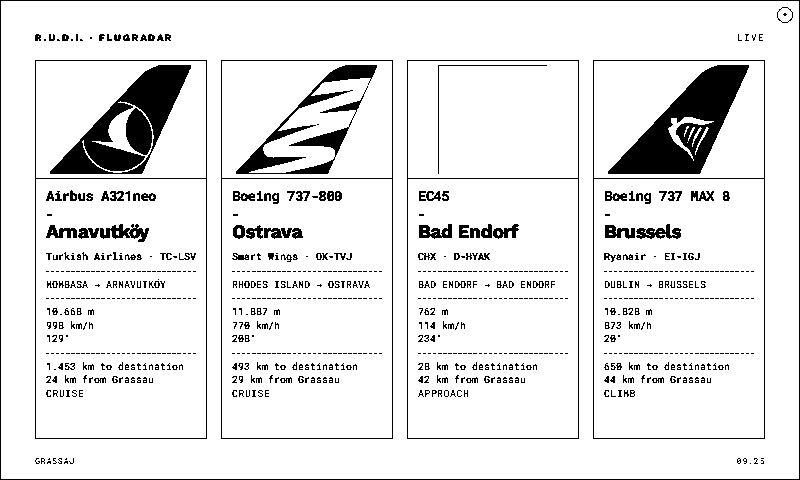 R.U.D.I. · FLUGRADAR
LIVE
Airbus A321neo
–
Arnavutköy
Turkish Airlines · TC-LSV
MOMBASA → ARNAVUTKÖY
10.668 m
998 km/h
129°
1.453 km to destination
24 km from Grassau
CRUISE
Boeing 737-800
–
Ostrava
Smart Wings · OK-TVJ
RHODES ISLAND → OSTRAVA
11.887 m
770 km/h
208°
493 km to destination
29 km from Grassau
CRUISE
EC45
–
Bad Endorf
CHX · D-HYAK
BAD ENDORF → BAD ENDORF
762 m
114 km/h
234°
28 km to destination
42 km from Grassau
APPROACH
Boeing 737 MAX 8
–
Brussels
Ryanair · EI-IGJ
DUBLIN → BRUSSELS
10.828 m
873 km/h
20°
650 km to destination
44 km from Grassau
CLIMB
GRASSAU
09:25